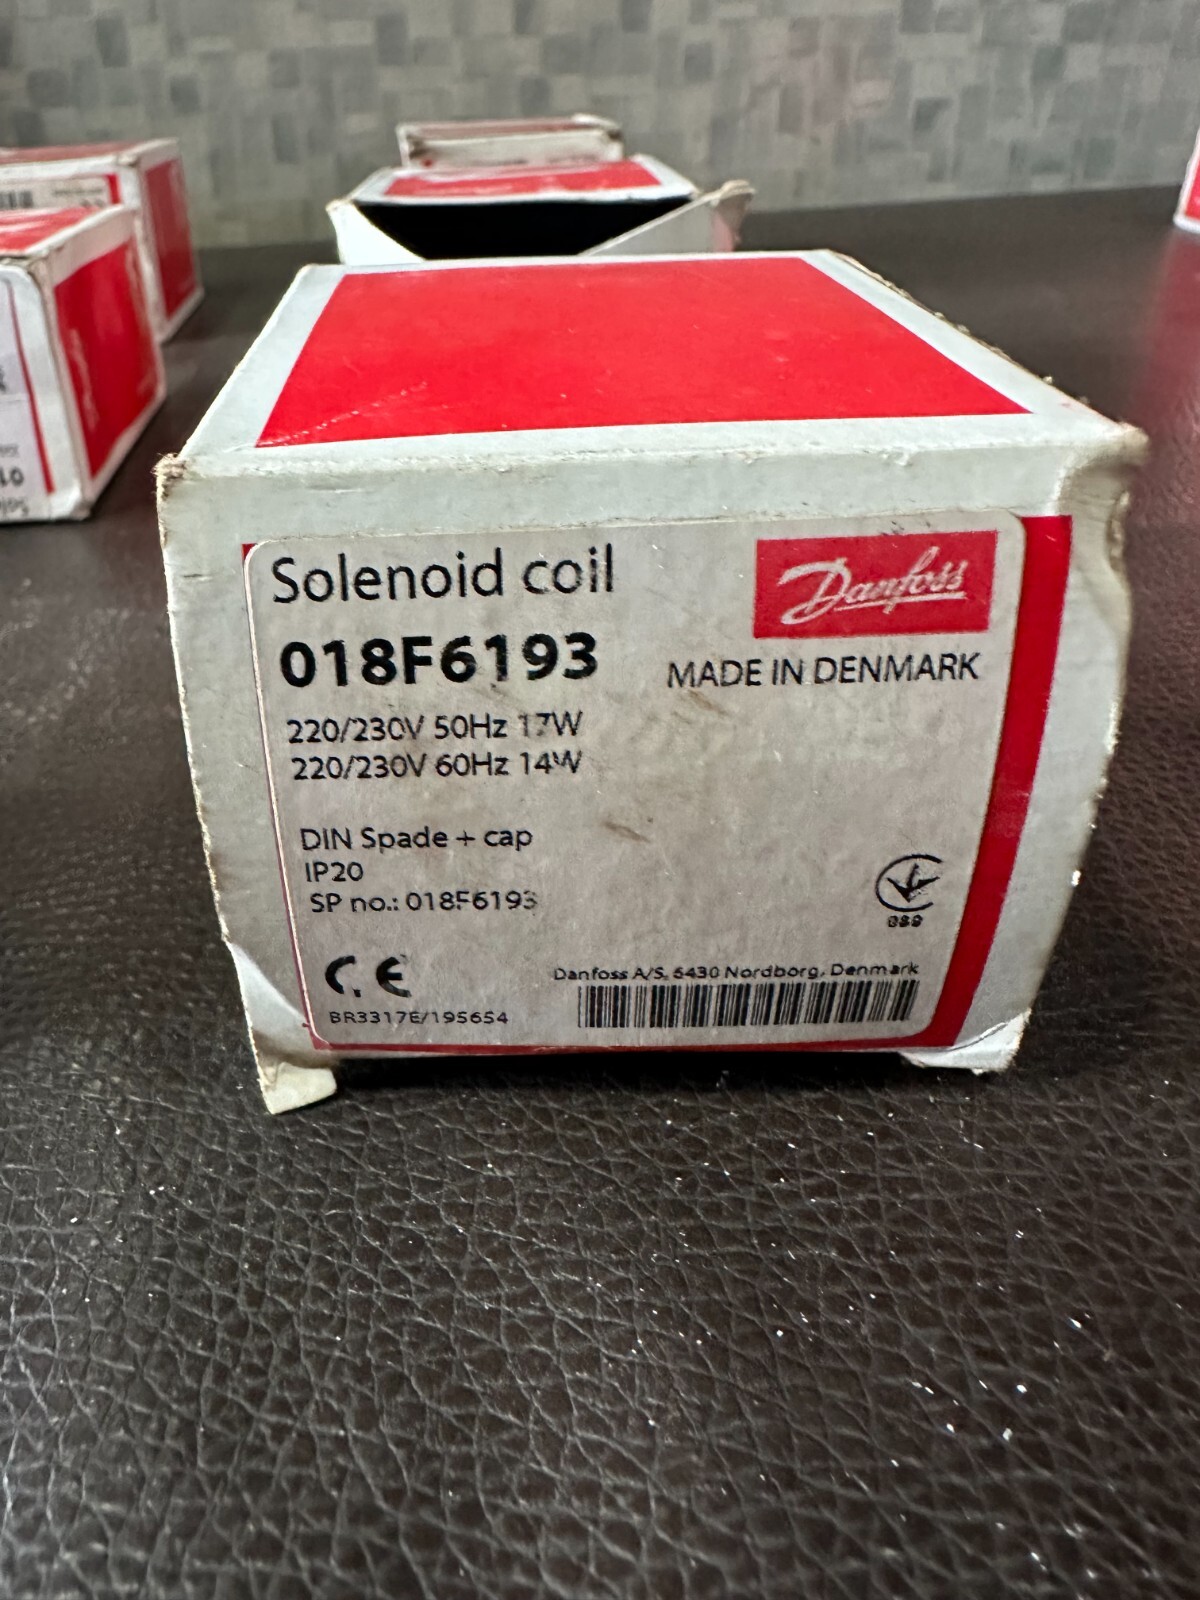 Solenoid coil
Danfoss
018F6193
MADE IN DENMARK
220/230V 50Hz 17W
220/230V 60Hz 14W
DIN Spade + cap
IP20
SP no.: 018F6193
089
CE
Danfoss A/S, 6430 Nordborg, Denmark
BR3317E/195654